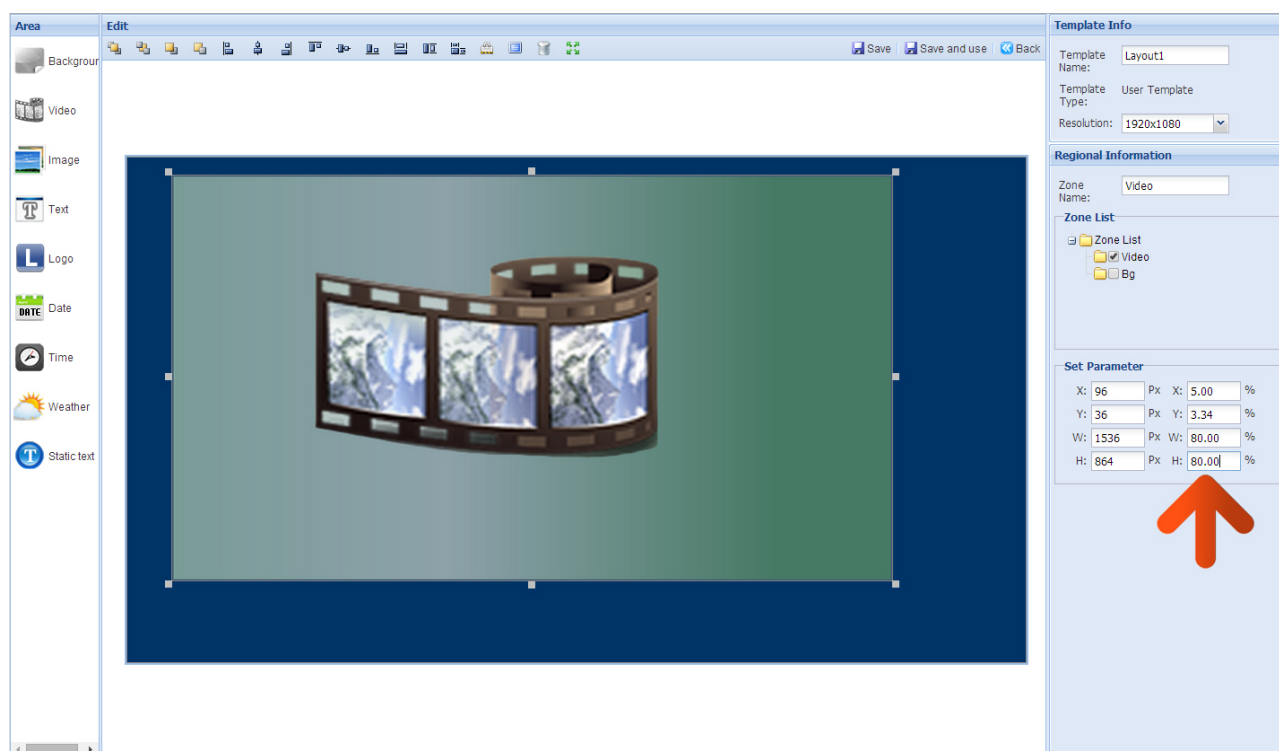 Area
Backgrour
Video
Image
T Text
L Logo
DATE Date
Time
Weather
T Static text
Edit
Save Save and use Back
Template Info
Template Name: Layout1
Template Type: User Template
Resolution: 1920x1080
Regional Information
Zone Name: Video
Zone List
Zone List
Video
Bg
Set Parameter
X: 96 Px X: 5.00 %
Y: 36 Px Y: 3.34 %
W: 1536 Px W: 80.00 %
H: 864 Px H: 80.00 %